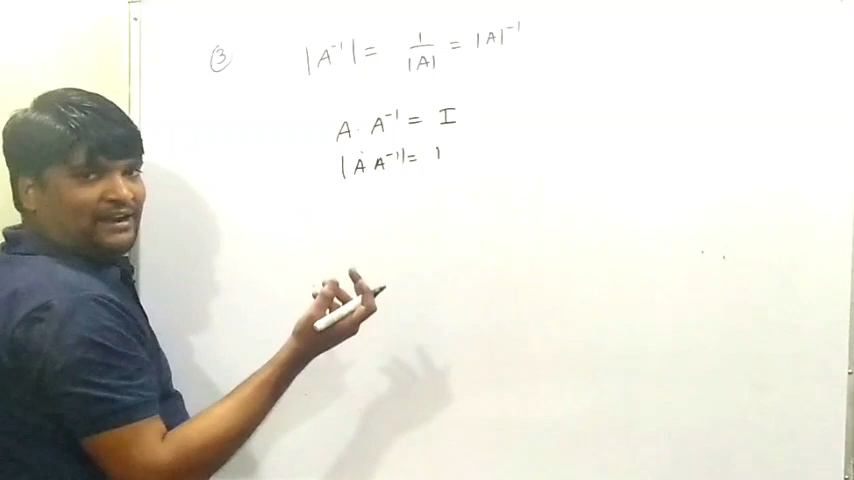 ③ |A⁻¹| = 1/|A| = |A|⁻¹
A · A⁻¹ = I
|A A⁻¹| = 1